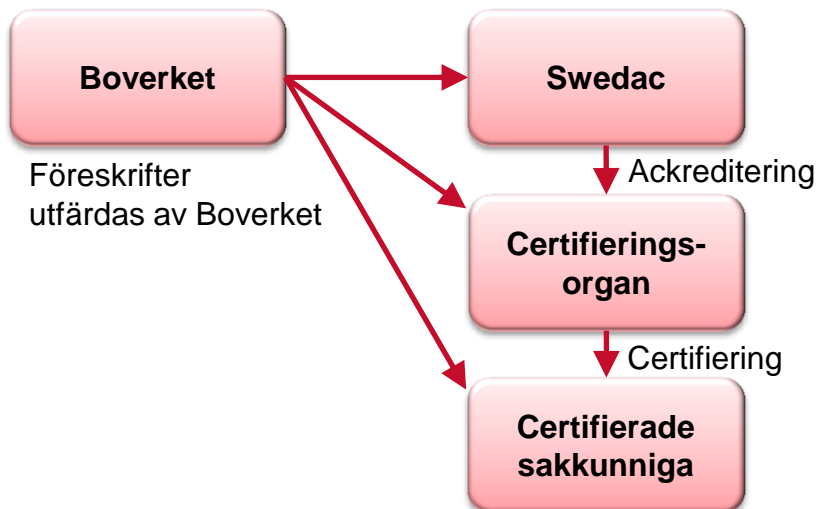 Boverket
Swedac
Föreskrifter
utfärdas av Boverket
Ackreditering
Certifierings-
organ
Certifiering
Certifierade
sakkunniga